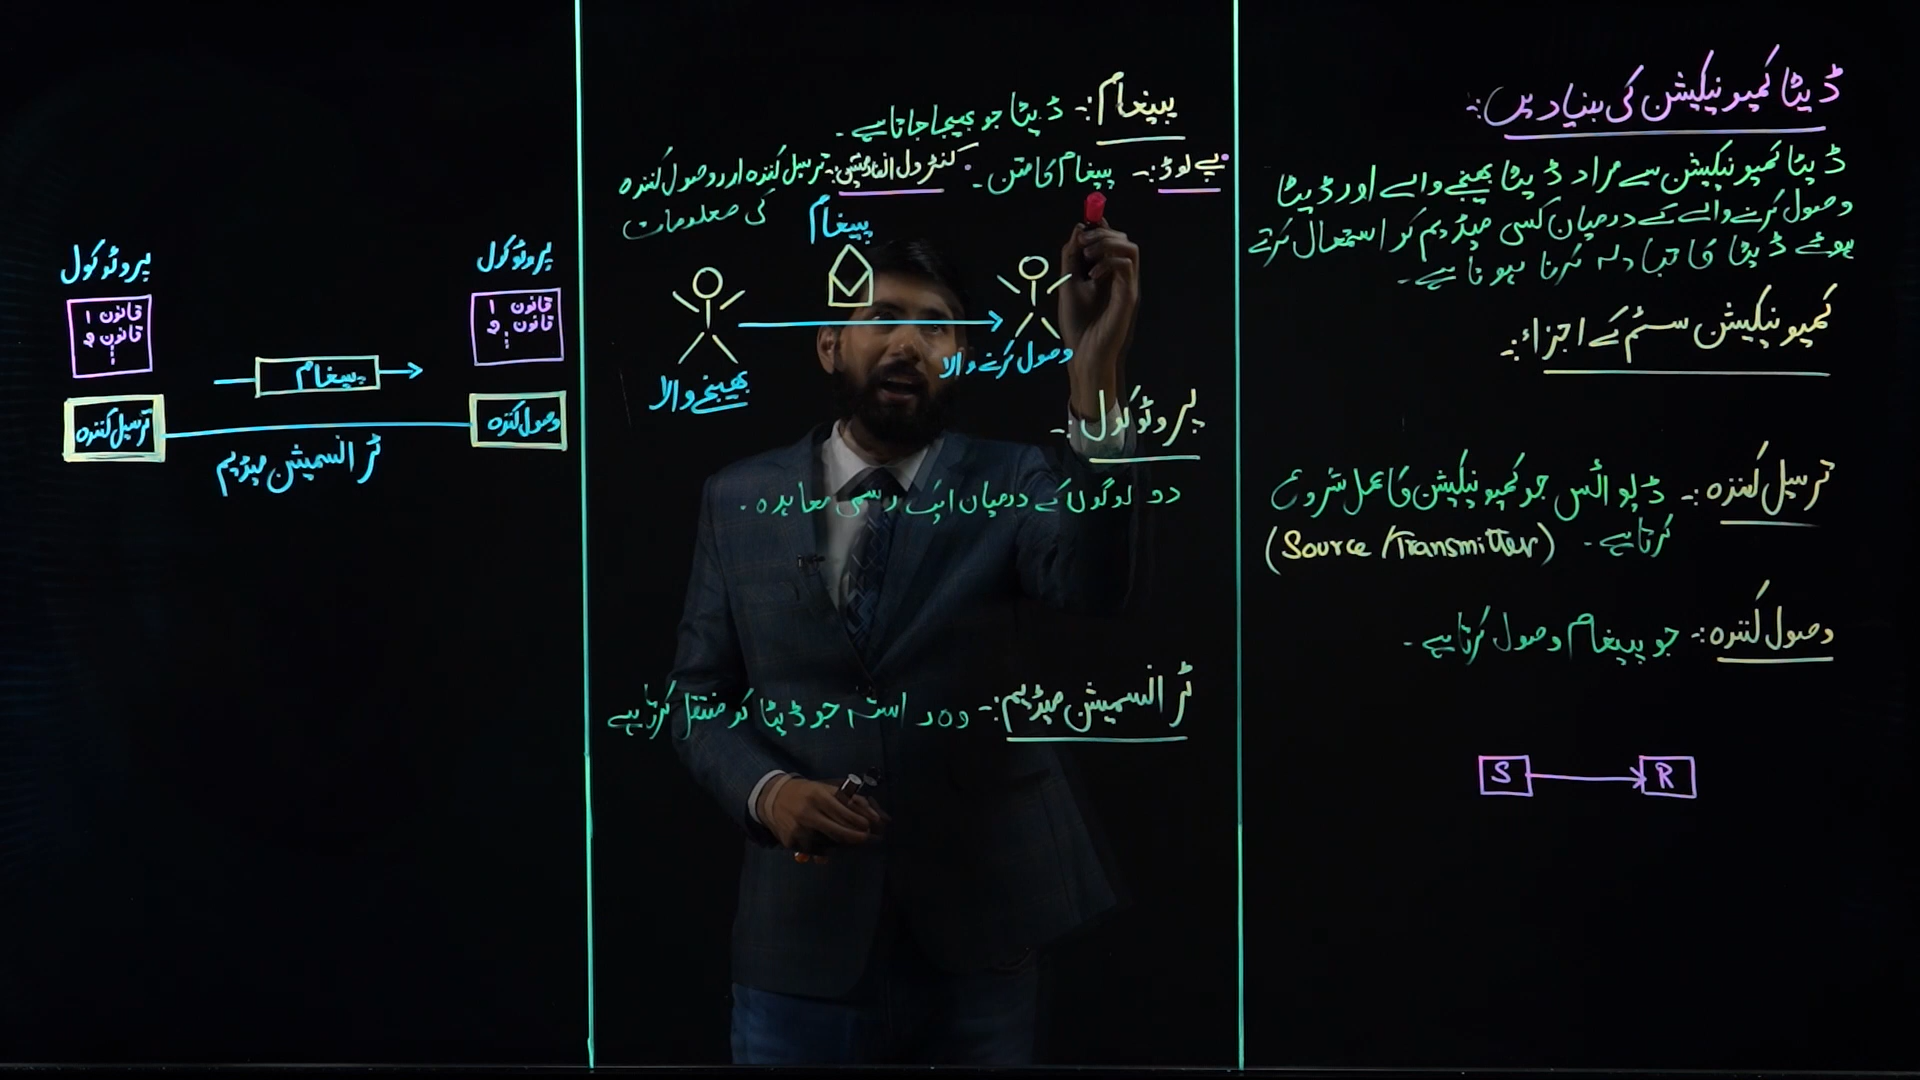 ڈیٹا کمیونیکیشن کی بنیادیں:-
ڈیٹا کمیونیکیشن سے مراد ڈیٹا بھیجنے والے اور ڈیٹا
وصول کرنے والے کے درمیان کسی میڈیم کو استعمال کرتے
ہوئے ڈیٹا کا تبادلہ کرنا ہوتا ہے۔
کمیونیکیشن سسٹم کے اجزاء:-
ترسیل کنندہ:- ڈیوائس جو کمیونیکیشن کا عمل شروع
کرتا ہے۔ (Source/Transmitter)
وصول کنندہ:- جو پیغام وصول کرتا ہے۔
S R
پیغام:- ڈیٹا جو بھیجا جاتا ہے۔
• پے لوڈ:- پیغام کا متن۔ • کنٹرول انفارمیشن:- ترسیل کنندہ اور وصول کنندہ
کی معلومات
پیغام
بھیجنے والا
وصول کرنے والا
پروٹوکول:-
دو لوگوں کے درمیان ایک رسمی معاہدہ۔
ٹرانسمیشن میڈیم:- وہ راستہ جو ڈیٹا کو منتقل کرتا ہے
پروٹوکول
قانون 1
قانون 2
پروٹوکول
قانون 1
قانون 2
پیغام
وصول کنندہ
ترسیل کنندہ
ٹرانسمیشن میڈیم